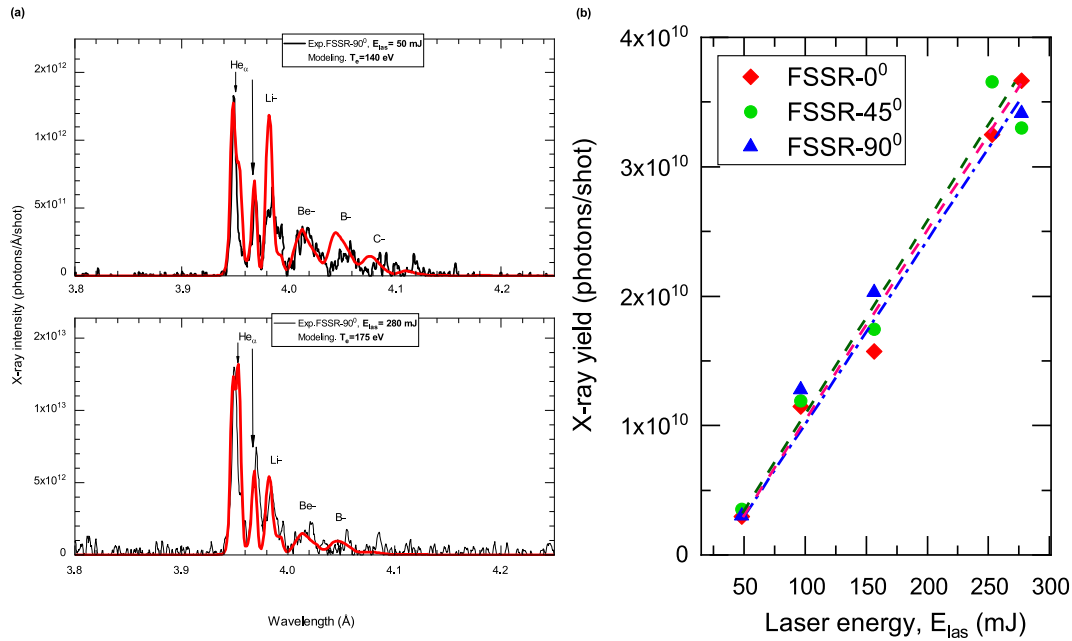 (a)
Exp.FSSR-90⁰, E_las= 50 mJ
Modeling. T_e=140 eV
2x10¹²
1x10¹²
5x10¹¹
0
He_α
Li-
Be-
B-
C-
3.8 3.9 4.0 4.1 4.2
Exp.FSSR-90⁰, E_las= 280 mJ
Modeling. T_e=175 eV
2x10¹³
1x10¹³
5x10¹²
0
He_α
Li-
Be-
B-
3.8 3.9 4.0 4.1 4.2
X-ray intensity (photons/Å/shot)
Wavelength (Å)
(b)
FSSR-0⁰
FSSR-45⁰
FSSR-90⁰
4x10¹⁰
3x10¹⁰
2x10¹⁰
1x10¹⁰
0
50 100 150 200 250 300
X-ray yield (photons/shot)
Laser energy, E_las (mJ)